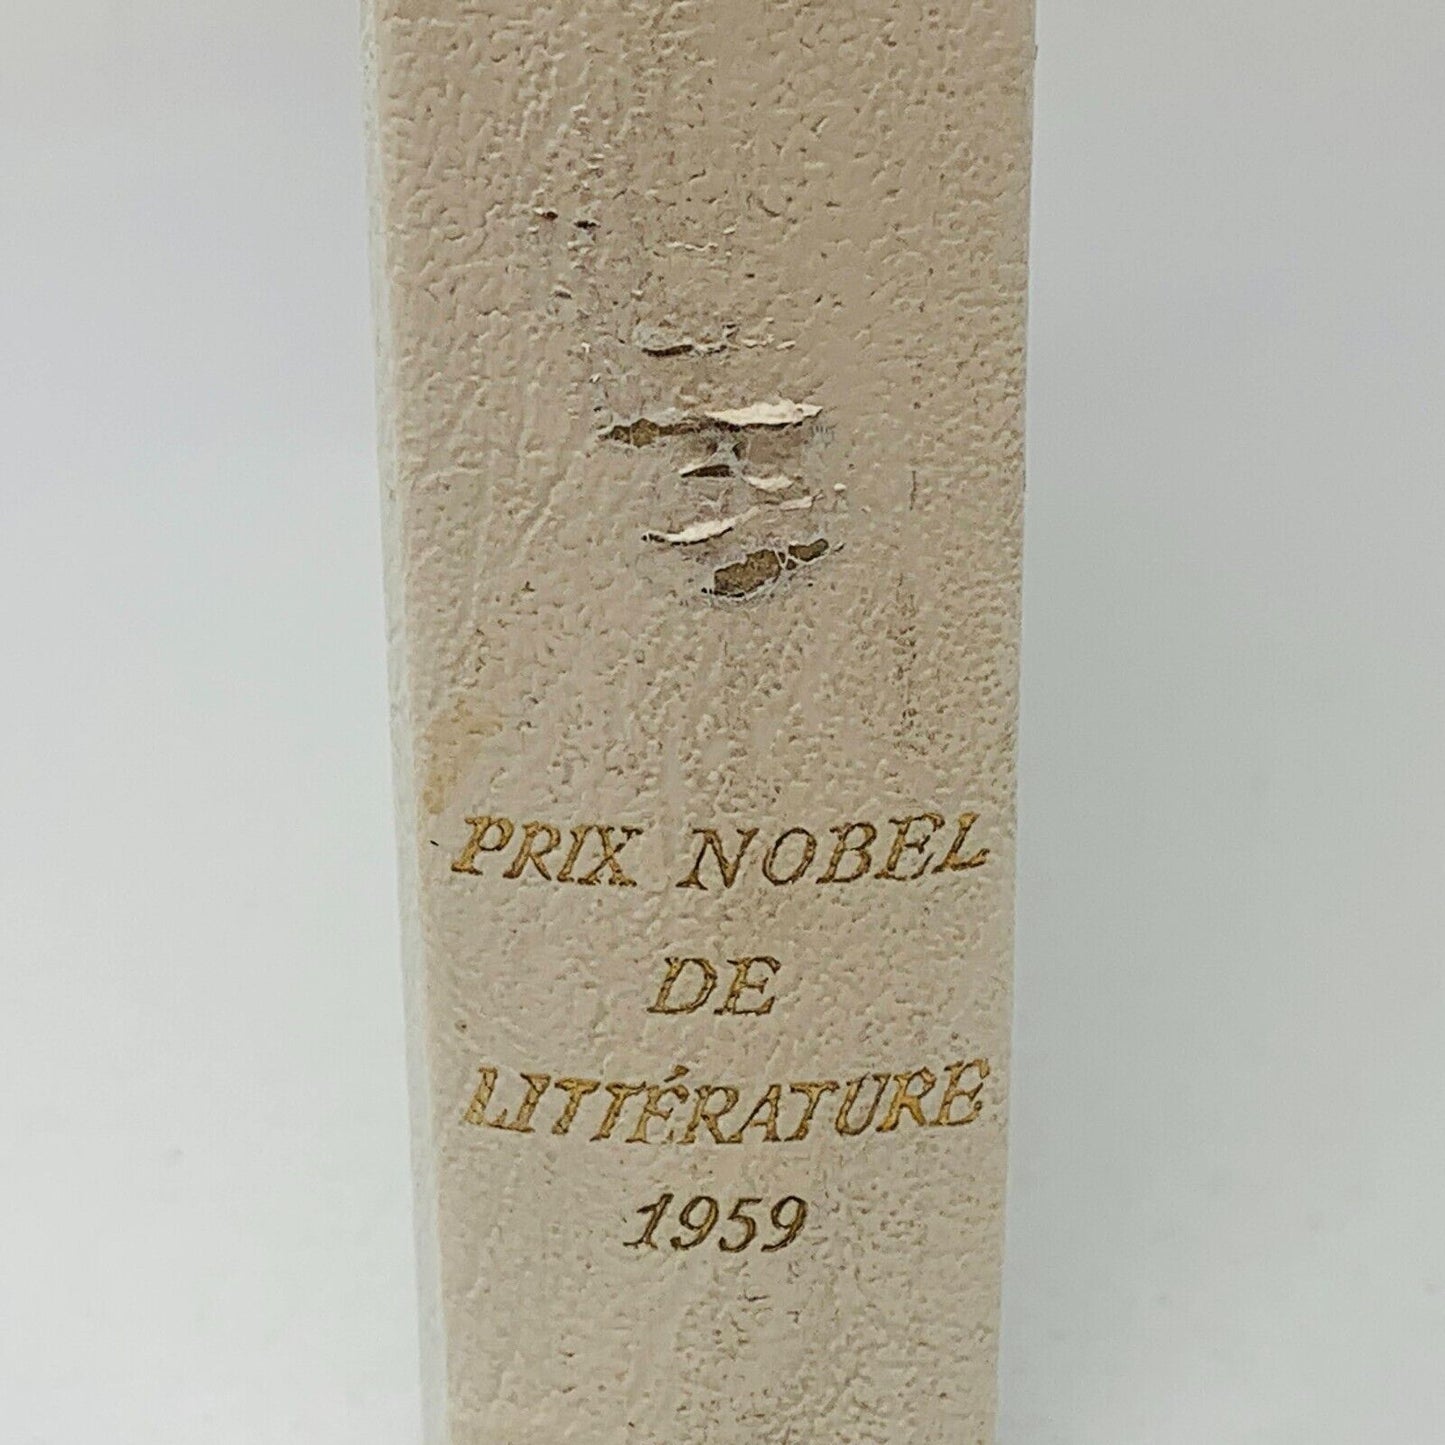 PRIX NOBEL
DE
LITTÉRATURE
1959